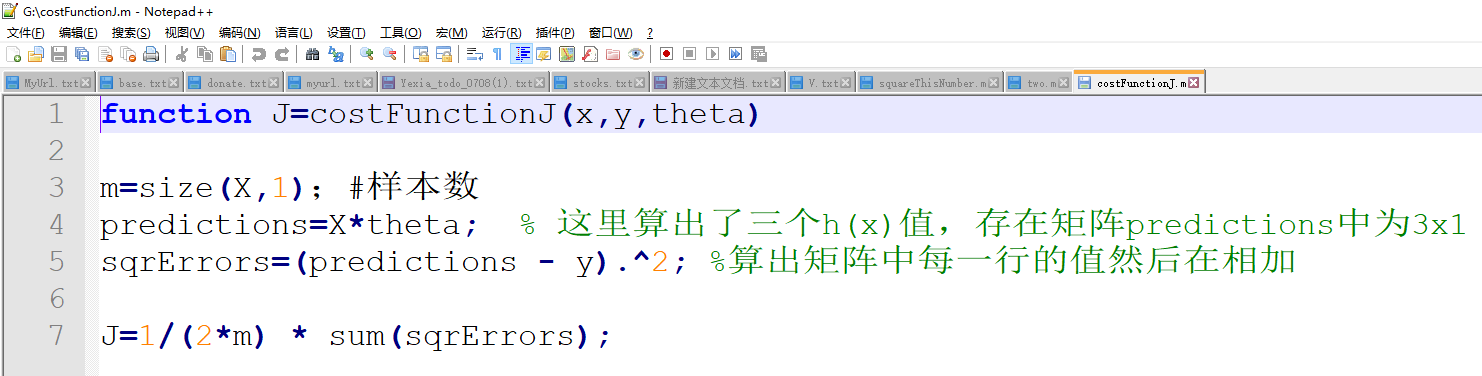 G:\costFunctionJ.m - Notepad++
文件(F) 编辑(E) 搜索(S) 视图(V) 编码(N) 语言(L) 设置(T) 工具(O) 宏(M) 运行(R) 插件(P) 窗口(W) ?
MyUrl.txt base.txt donate.txt myurl.txt Yexia_todo_0708(1).txt stocks.txt 新建文本文档.txt V.txt squareThisNumber.m two.m costFunctionJ.m
1 function J=costFunctionJ(x,y,theta)
2
3 m=size(X,1)；#样本数
4 predictions=X*theta;  % 这里算出了三个h(x)值，存在矩阵predictions中为3x1
5 sqrErrors=(predictions - y).^2; %算出矩阵中每一行的值然后在相加
6
7 J=1/(2*m) * sum(sqrErrors);